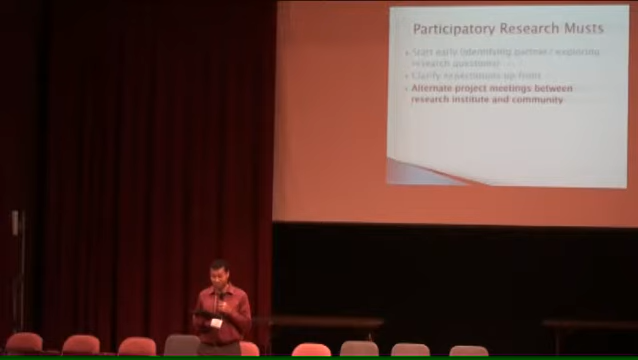 Participatory Research Musts
Start early (identifying partner/ exploring
research questions)
Clarify expectations up front
Alternate project meetings between
research institute and community